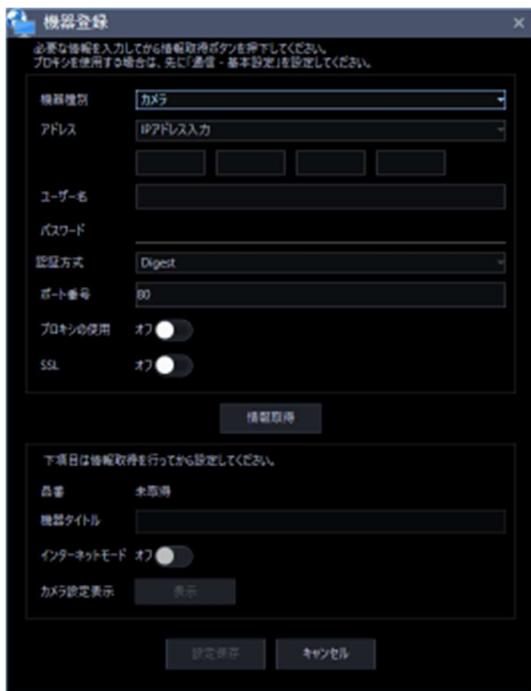 機器登録
必要な情報を入力してから情報取得ボタンを押下してください。
プロキシを使用する場合は、先に「通信 - 基本設定」を設定してください。
機器種別 カメラ
アドレス IPアドレス入力
ユーザー名
パスワード
認証方式 Digest
ポート番号 80
プロキシの使用 オフ
SSL オフ
情報取得
下項目は情報取得を行ってから設定してください。
品番 未取得
機器タイトル
インターネットモード オフ
カメラ設定表示 表示
設定保存 キャンセル